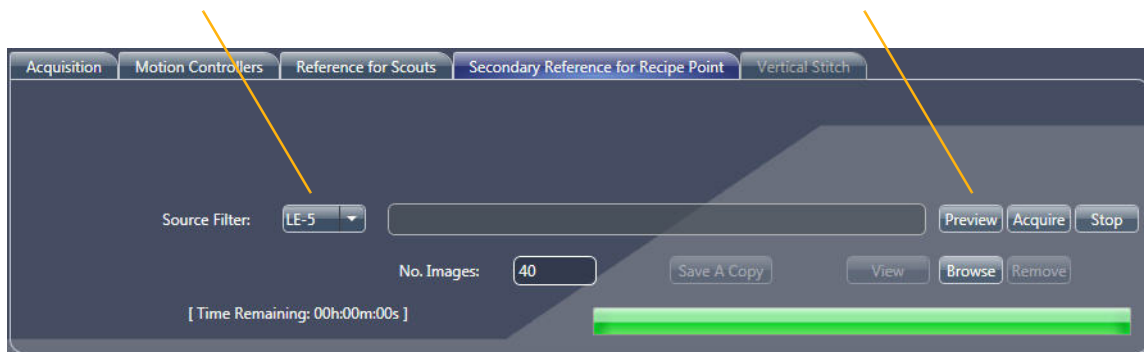 Acquisition Motion Controllers Reference for Scouts Secondary Reference for Recipe Point Vertical Stitch
Source Filter: LE-5 Preview Acquire Stop
No. Images: 40 Save A Copy View Browse Remove
[ Time Remaining: 00h:00m:00s ]